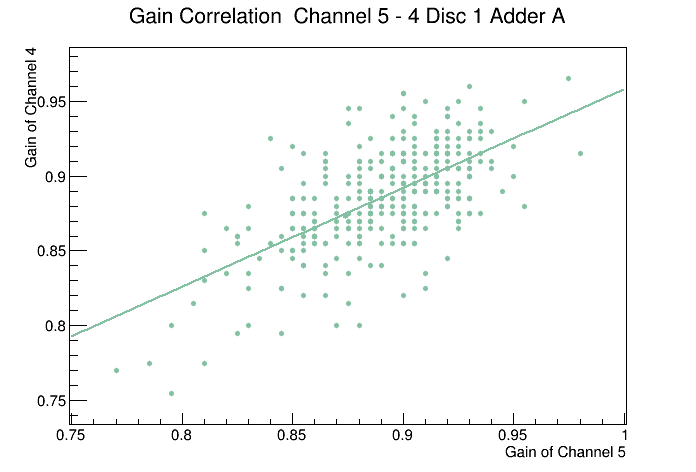 Gain Correlation  Channel 5 - 4 Disc 1 Adder A
Gain of Channel 4
0.95
0.9
0.85
0.8
0.75
0.75 0.8 0.85 0.9 0.95 1
Gain of Channel 5